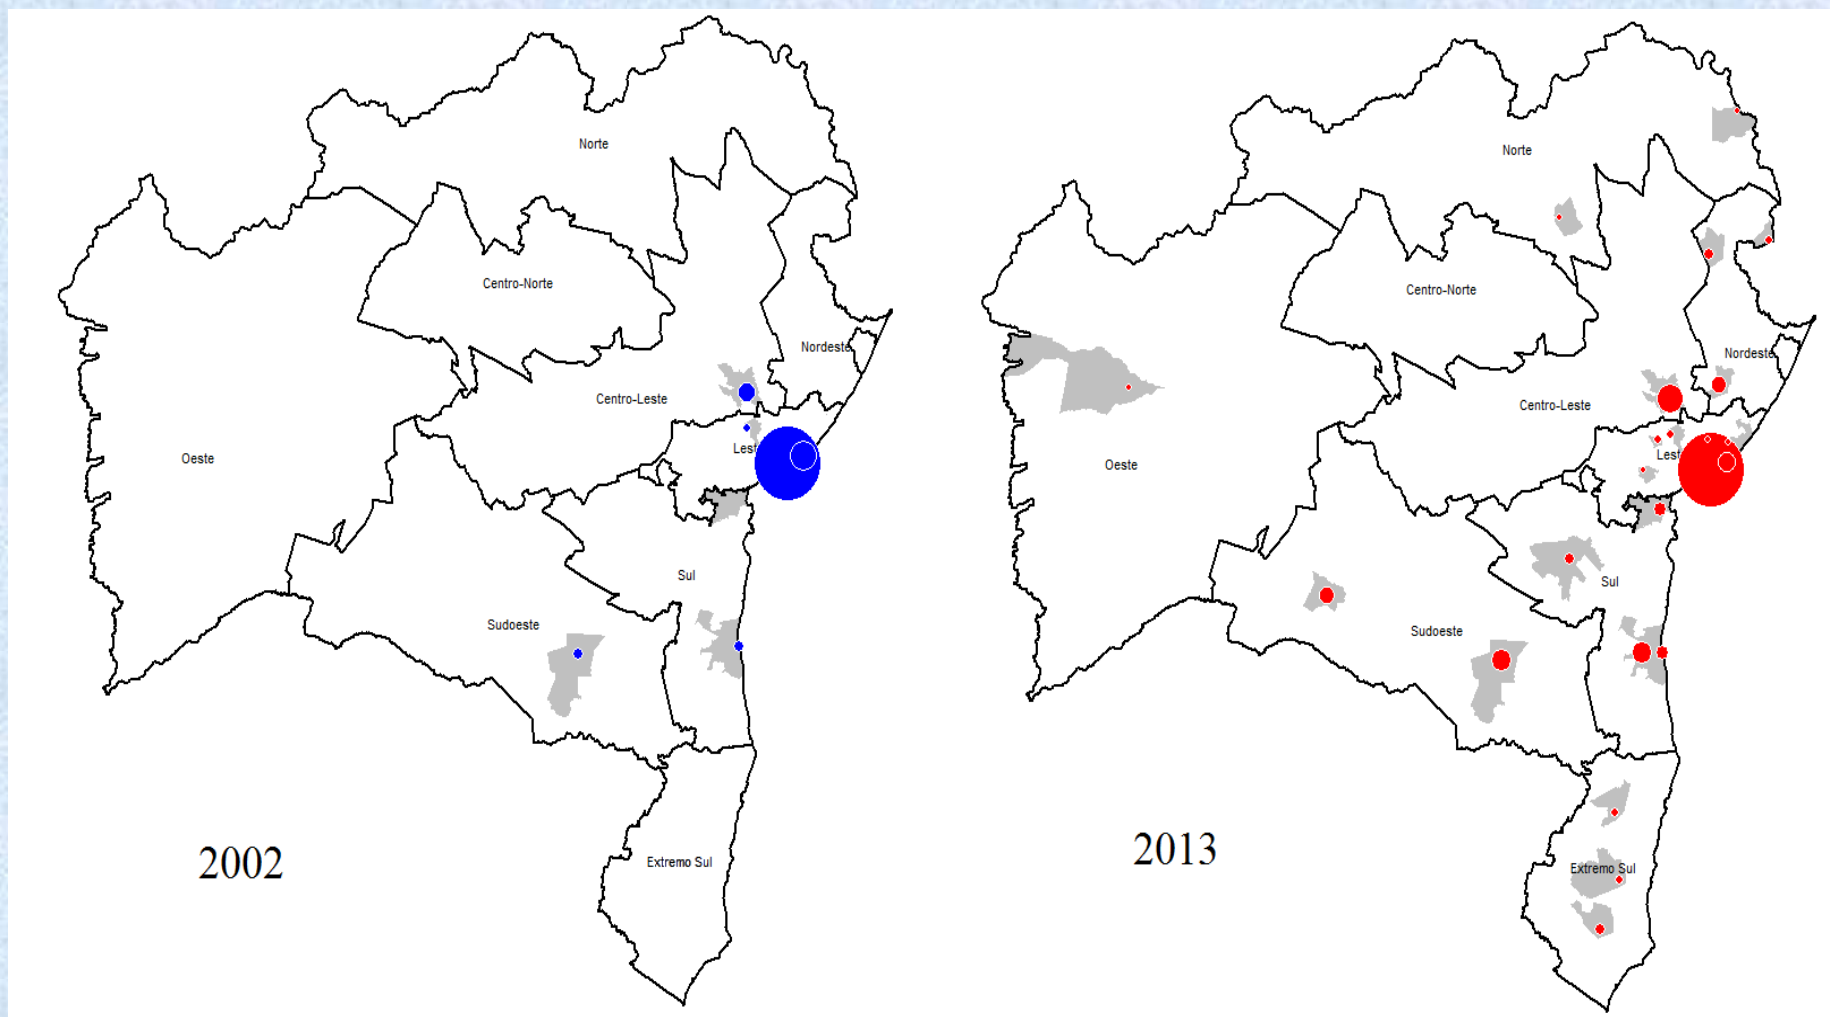 Norte
Centro-Norte
Nordeste
Centro-Leste
Oeste
Lest
Sul
Sudoeste
Extremo Sul
2002
Norte
Centro-Norte
Nordeste
Centro-Leste
Oeste
Lest
Sul
Sudoeste
Extremo Sul
2013